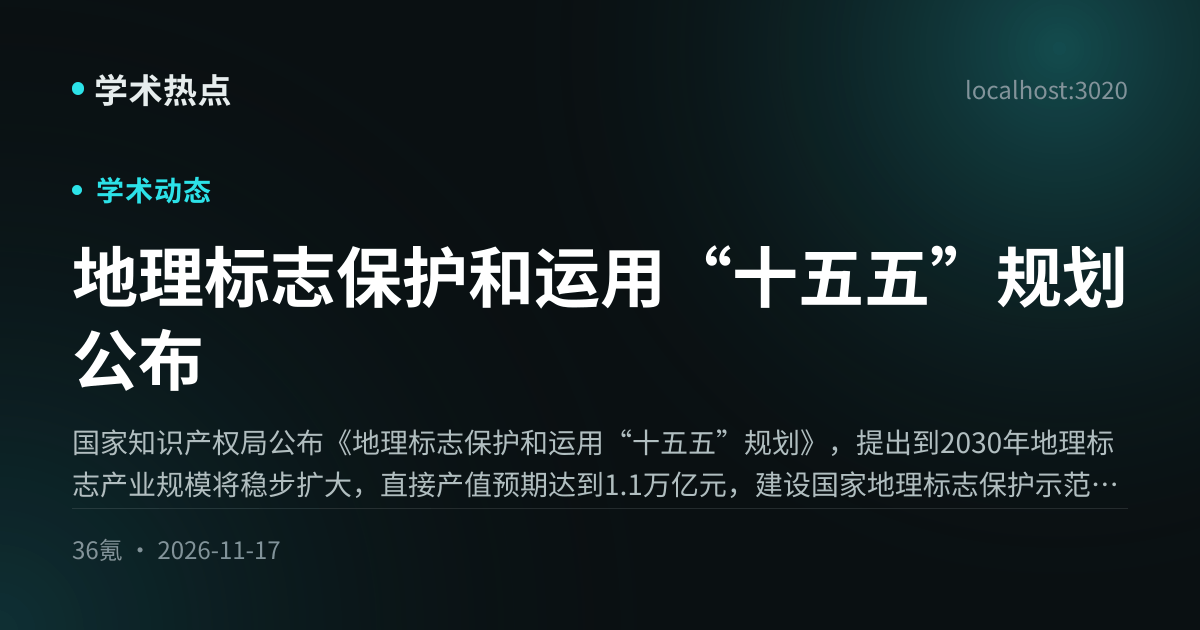 学术热点
localhost:3020
学术动态
地理标志保护和运用“十五五”规划
公布
国家知识产权局公布《地理标志保护和运用“十五五”规划》，提出到2030年地理标
志产业规模将稳步扩大，直接产值预期达到1.1万亿元，建设国家地理标志保护示范…
36氪 · 2026-11-17